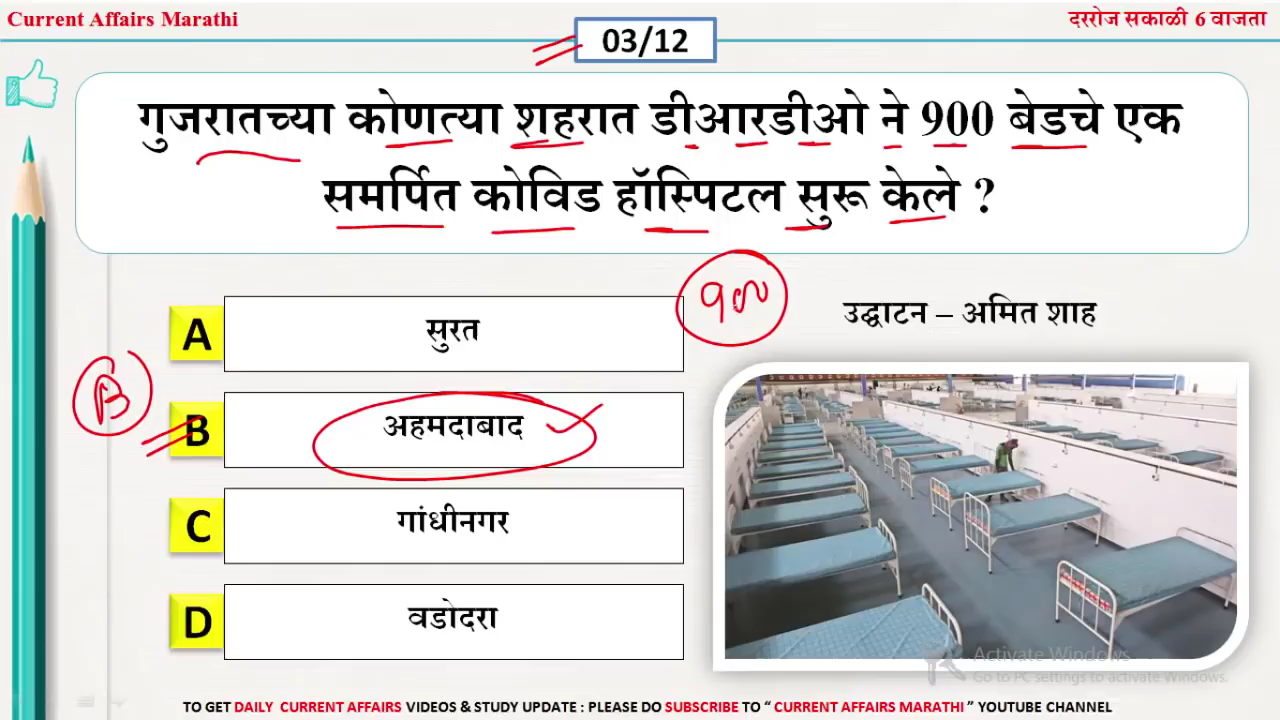 Current Affairs Marathi
दररोज सकाळी 6 वाजता
03/12
गुजरातच्या कोणत्या शहरात डीआरडीओ ने 900 बेडचे एक
समर्पित कोविड हॉस्पिटल सुरू केले ?
900
उद्घाटन – अमित शाह
A
सुरत
B
B
अहमदाबाद
C
गांधीनगर
D
वडोदरा
Activate Windows
Go to PC settings to activate Windows.
TO GET DAILY CURRENT AFFAIRS VIDEOS & STUDY UPDATE : PLEASE DO SUBSCRIBE TO “ CURRENT AFFAIRS MARATHI ” YOUTUBE CHANNEL